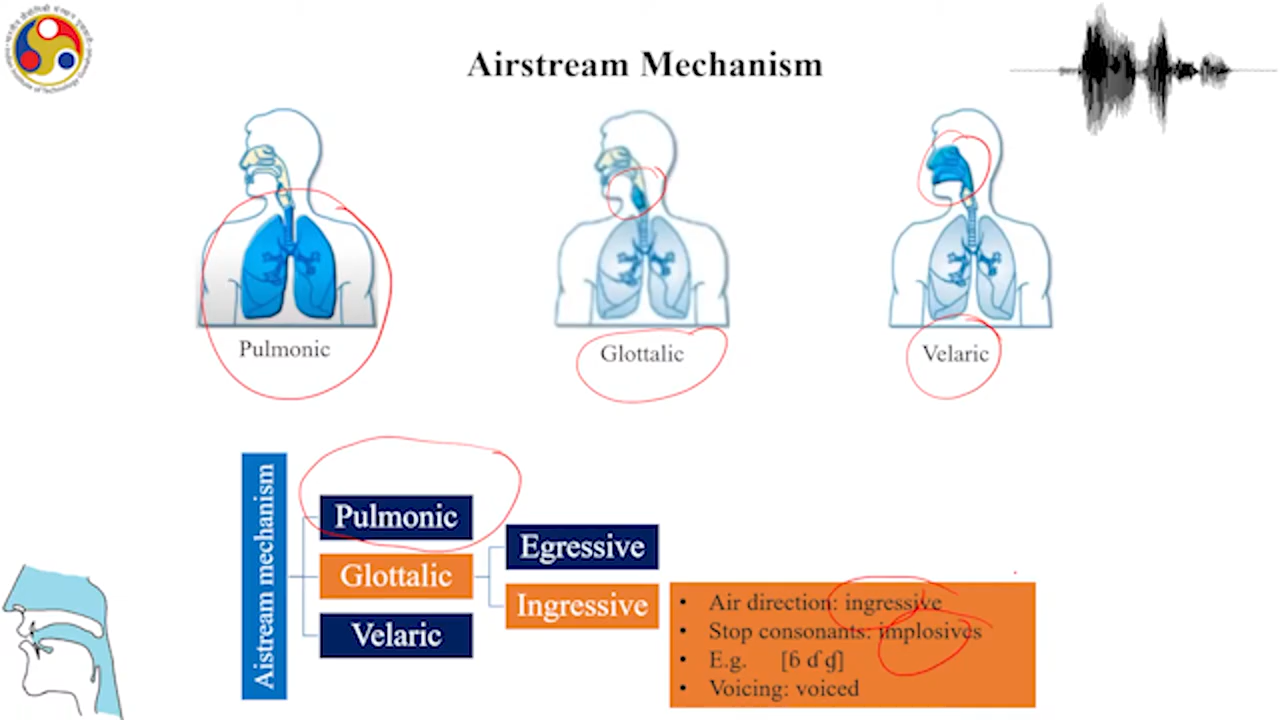 Airstream Mechanism
Pulmonic
Glottalic
Velaric
Aistream mechanism
Pulmonic
Glottalic
Velaric
Egressive
Ingressive
• Air direction: ingressive
• Stop consonants: implosives
• E.g. [ɓ ɗ ɠ]
• Voicing: voiced